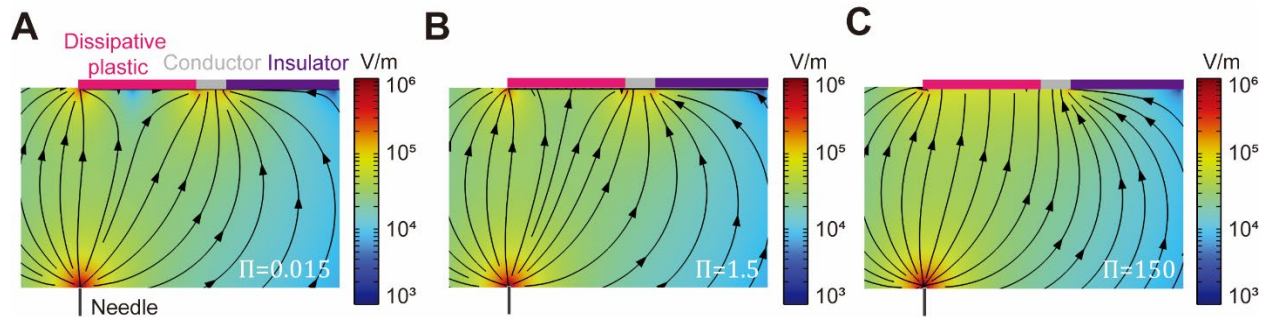 A
Dissipative
plastic
Conductor
Insulator
V/m
10⁶
10⁵
10⁴
10³
Π=0.015
Needle
B
V/m
10⁶
10⁵
10⁴
10³
Π=1.5
C
V/m
10⁶
10⁵
10⁴
10³
Π=150